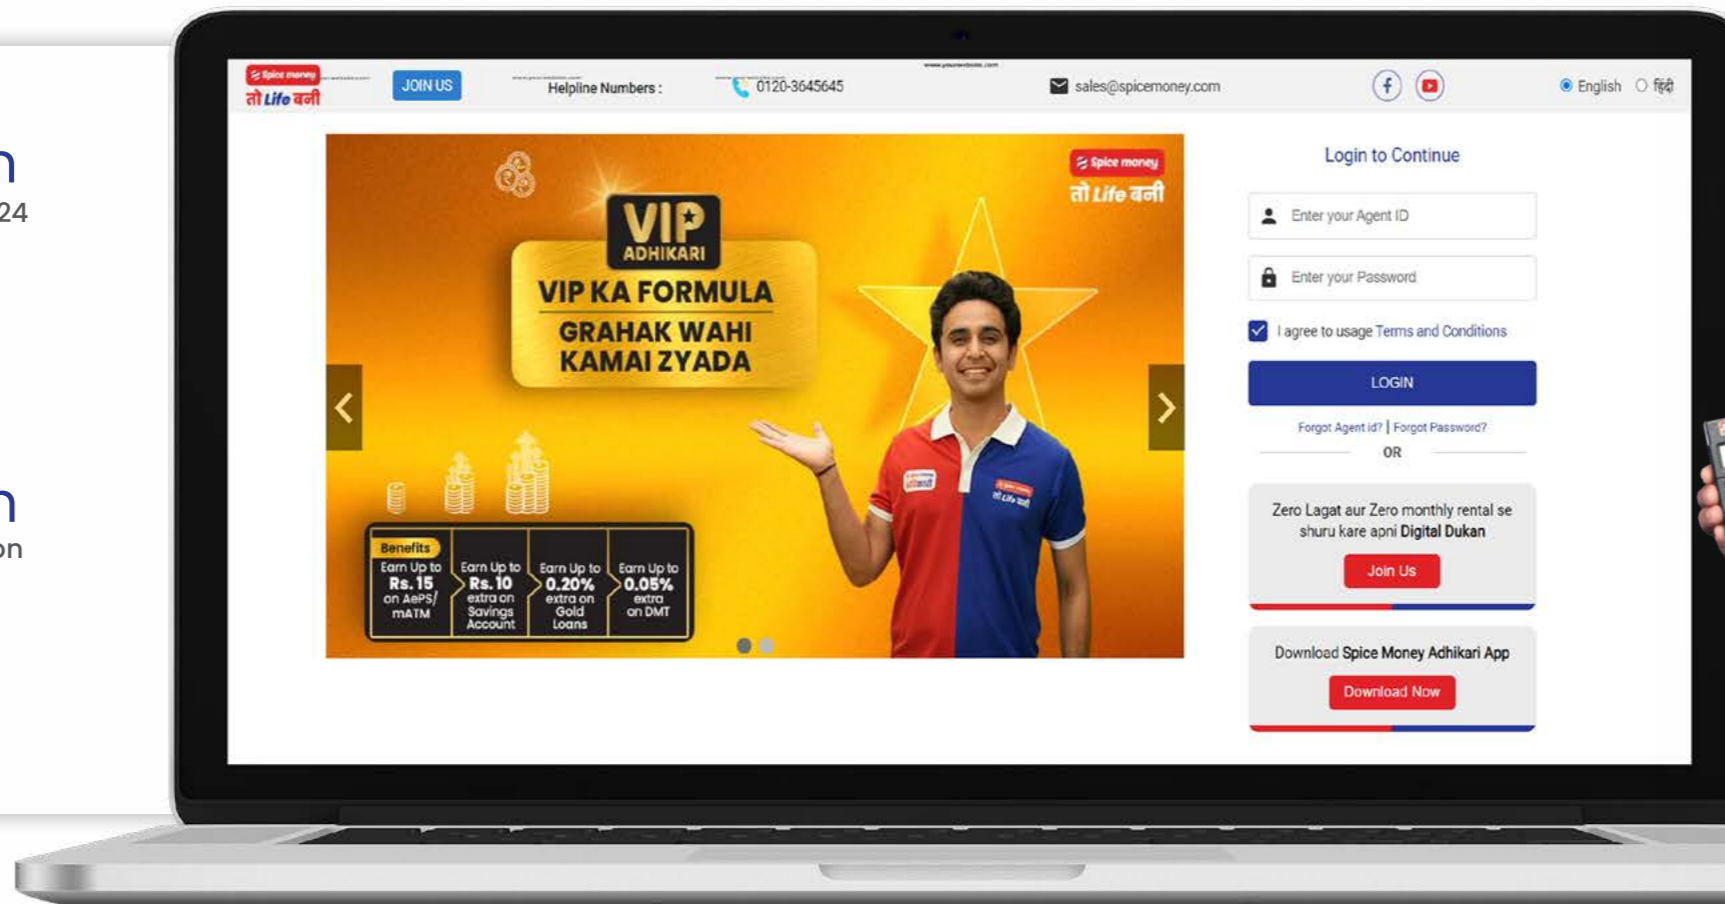 n
24
n
on
Spice money
तो Life बनी
JOIN US
Helpline Numbers :
0120-3645645
www.yourwebsite.com
sales@spicemoney.com
English
हिंदी
Spice money
तो Life बनी
VIP
ADHIKARI
VIP KA FORMULA
GRAHAK WAHI
KAMAI ZYADA
Benefits
Earn Up to
Rs. 15
on AePS/
mATM
Earn Up to
Rs. 10
extra on
Savings
Account
Earn Up to
0.20%
extra on
Gold
Loans
Earn Up to
0.05%
extra
on DMT
तो Life बनी
Login to Continue
Enter your Agent ID
Enter your Password
I agree to usage Terms and Conditions
LOGIN
Forgot Agent id? | Forgot Password?
OR
Zero Lagat aur Zero monthly rental se
shuru kare apni Digital Dukan
Join Us
Download Spice Money Adhikari App
Download Now